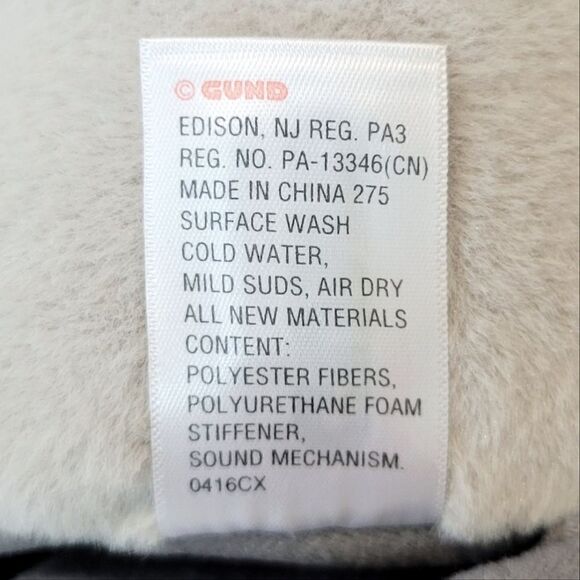 © GUND
EDISON, NJ REG. PA3
REG. NO. PA-13346(CN)
MADE IN CHINA 275
SURFACE WASH
COLD WATER,
MILD SUDS, AIR DRY
ALL NEW MATERIALS
CONTENT:
POLYESTER FIBERS,
POLYURETHANE FOAM
STIFFENER,
SOUND MECHANISM.
0416CX